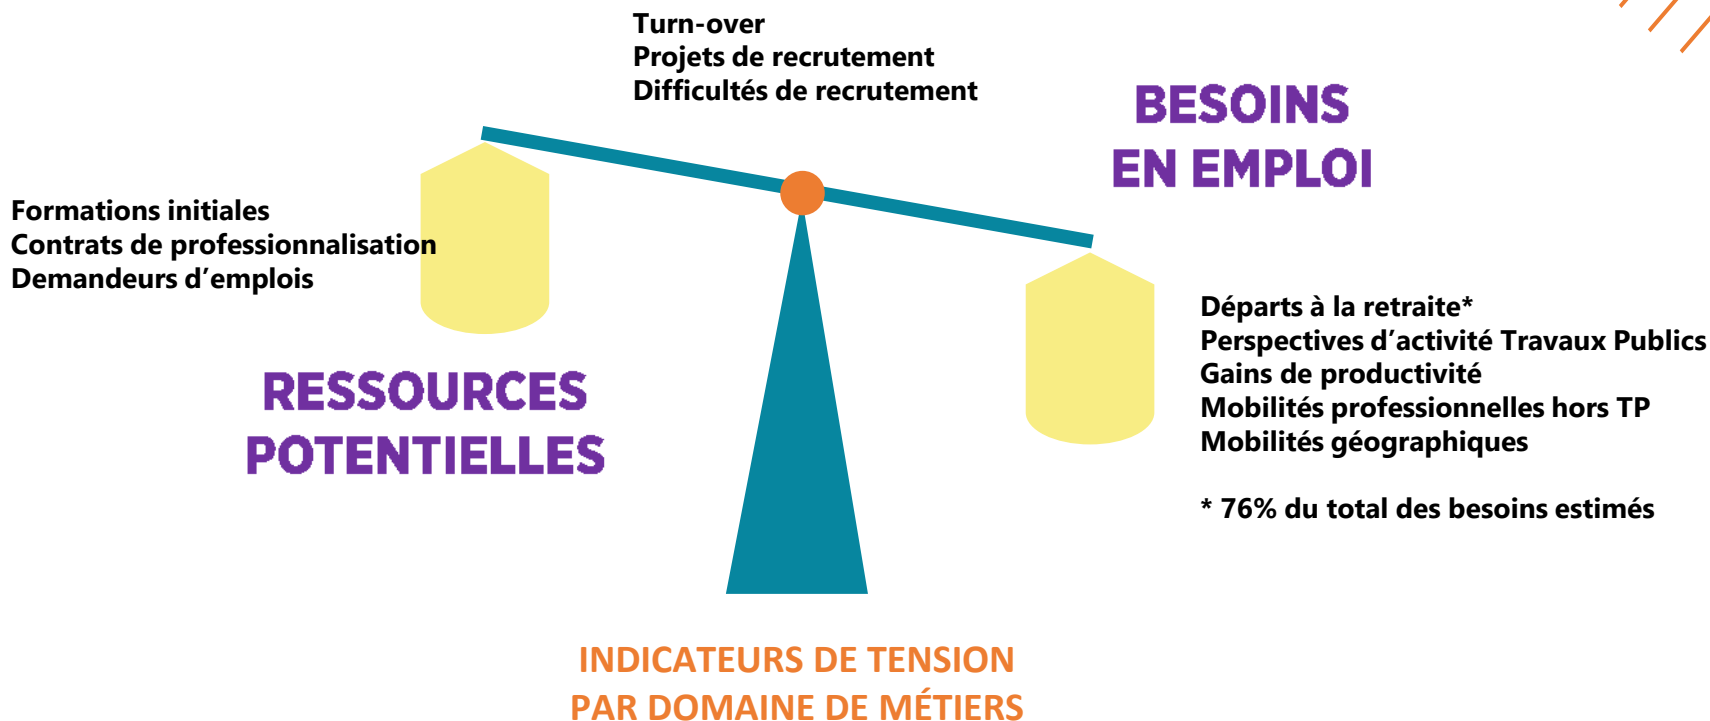 Turn-over
Projets de recrutement
Difficultés de recrutement
BESOINS
EN EMPLOI
Formations initiales
Contrats de professionnalisation
Demandeurs d’emplois
RESSOURCES
POTENTIELLES
Départs à la retraite*
Perspectives d’activité Travaux Publics
Gains de productivité
Mobilités professionnelles hors TP
Mobilités géographiques
* 76% du total des besoins estimés
INDICATEURS DE TENSION
PAR DOMAINE DE MÉTIERS